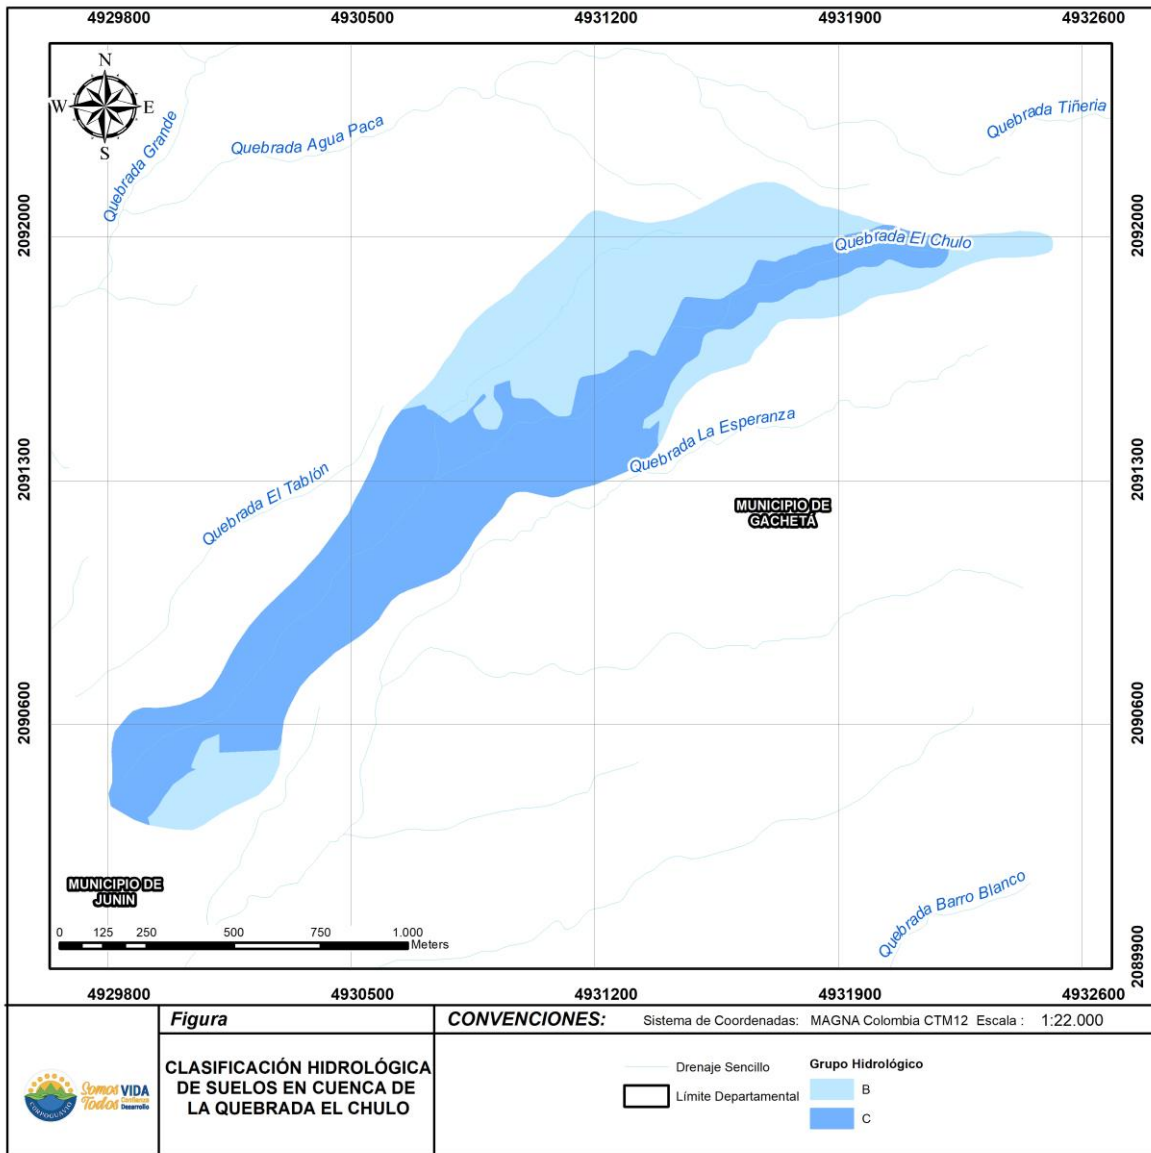 4929800 4930500 4931200 4931900 4932600
N
W E
S
Quebrada Grande
Quebrada Agua Paca
Quebrada Tiñeria
2092000
2092000
Quebrada El Chulo
Quebrada La Esperanza
Quebrada El Tablón
2091300
2091300
MUNICIPIO DE
GACHETÁ
2090600
2090600
MUNICIPIO DE
JUNIN
Quebrada Barro Blanco
0 125 250 500 750 1.000
Meters
2089900
4929800 4930500 4931200 4931900 4932600
Figura
CONVENCIONES:
Sistema de Coordenadas: MAGNA Colombia CTM12 Escala : 1:22.000
CLASIFICACIÓN HIDROLÓGICA
DE SUELOS EN CUENCA DE
LA QUEBRADA EL CHULO
Drenaje Sencillo
Límite Departamental
Grupo Hidrológico
B
C
CORPOGUAVIO
Somos VIDA
Todos Confianza
Desarrollo